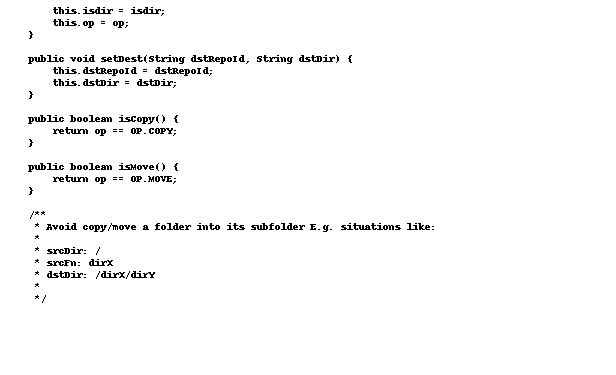 this.isdir = isdir;
this.op = op;
}
public void setDest(String dstRepoId, String dstDir) {
this.dstRepoId = dstRepoId;
this.dstDir = dstDir;
}
public boolean isCopy() {
return op == OP.COPY;
}
public boolean isMove() {
return op == OP.MOVE;
}
/**
* Avoid copy/move a folder into its subfolder E.g. situations like:
*
* srcDir: /
* srcFn: dirX
* dstDir: /dirX/dirY
*
*/